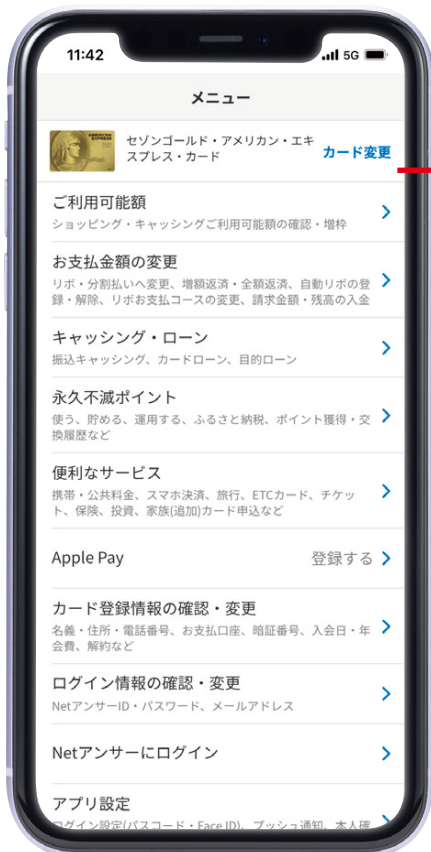 11:42
5G
メニュー
AMERICAN EXPRESS
セゾンゴールド・アメリカン・エキ
スプレス・カード
カード変更
ご利用可能額
ショッピング・キャッシングご利用可能額の確認・増枠
お支払金額の変更
リボ・分割払いへ変更、増額返済・全額返済、自動リボの登
録・解除、リボお支払コースの変更、請求金額・残高の入金
キャッシング・ローン
振込キャッシング、カードローン、目的ローン
永久不滅ポイント
使う、貯める、運用する、ふるさと納税、ポイント獲得・交
換履歴など
便利なサービス
携帯・公共料金、スマホ決済、旅行、ETCカード、チケッ
ト、保険、投資、家族(追加)カード申込など
Apple Pay
登録する
カード登録情報の確認・変更
名義・住所・電話番号、お支払口座、暗証番号、入会日・年
会費、解約など
ログイン情報の確認・変更
NetアンサーID・パスワード、メールアドレス
Netアンサーにログイン
アプリ設定
ログイン設定(パスコード・Face ID)、プッシュ通知、本人確